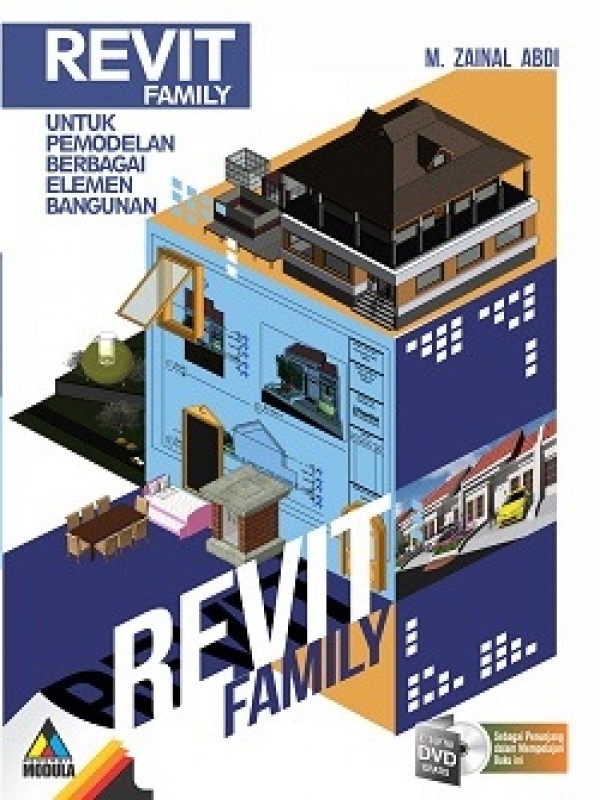 REVIT
FAMILY
UNTUK
PEMODELAN
BERBAGAI
ELEMEN
BANGUNAN
M. ZAINAL ABDI
REVIT
FAMILY
MODULA
DVD
GRATIS
Sebagai Penunjang
dalam Mempelajari
Buku ini